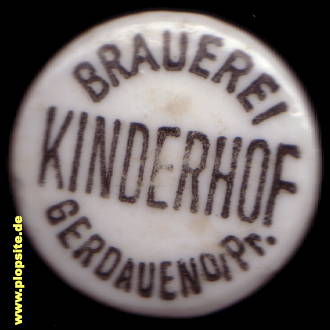 BRAUEREI
KINDERHOF
GERDAUEN O/Pr.
www.plopsite.de